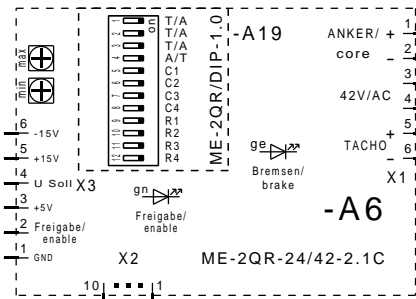 on
1 T/A
2 T/A
3 T/A
4 A/T
5 C1
6 C2
7 C3
8 C4
9 R1
10 R2
11 R3
12 R4
ME-2QR/DIP-1.0
-A19
max
min
ANKER/ + 1
core - 2
3
42V/AC 4
+ 5
TACHO
- 6
X1
6 -15V
5 +15V
4 U Soll X3
3 +5V
2 Freigabe/
enable
1 GND
gn
Freigabe/
enable
ge
Bremsen/
brake
-A6
X2
ME-2QR-24/42-2.1C
10 1